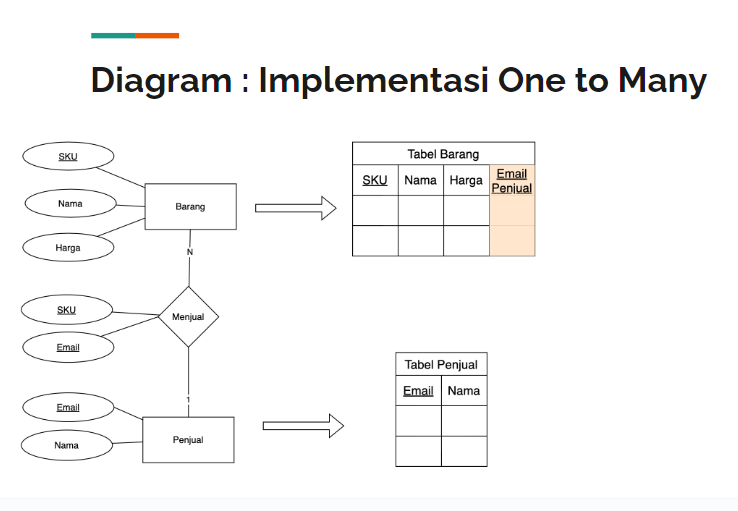 Diagram : Implementasi One to Many
SKU
Nama
Harga
Barang
N
SKU
Email
Menjual
1
Email
Nama
Penjual
Tabel Barang
SKU Nama Harga Email Penjual
Tabel Penjual
Email Nama